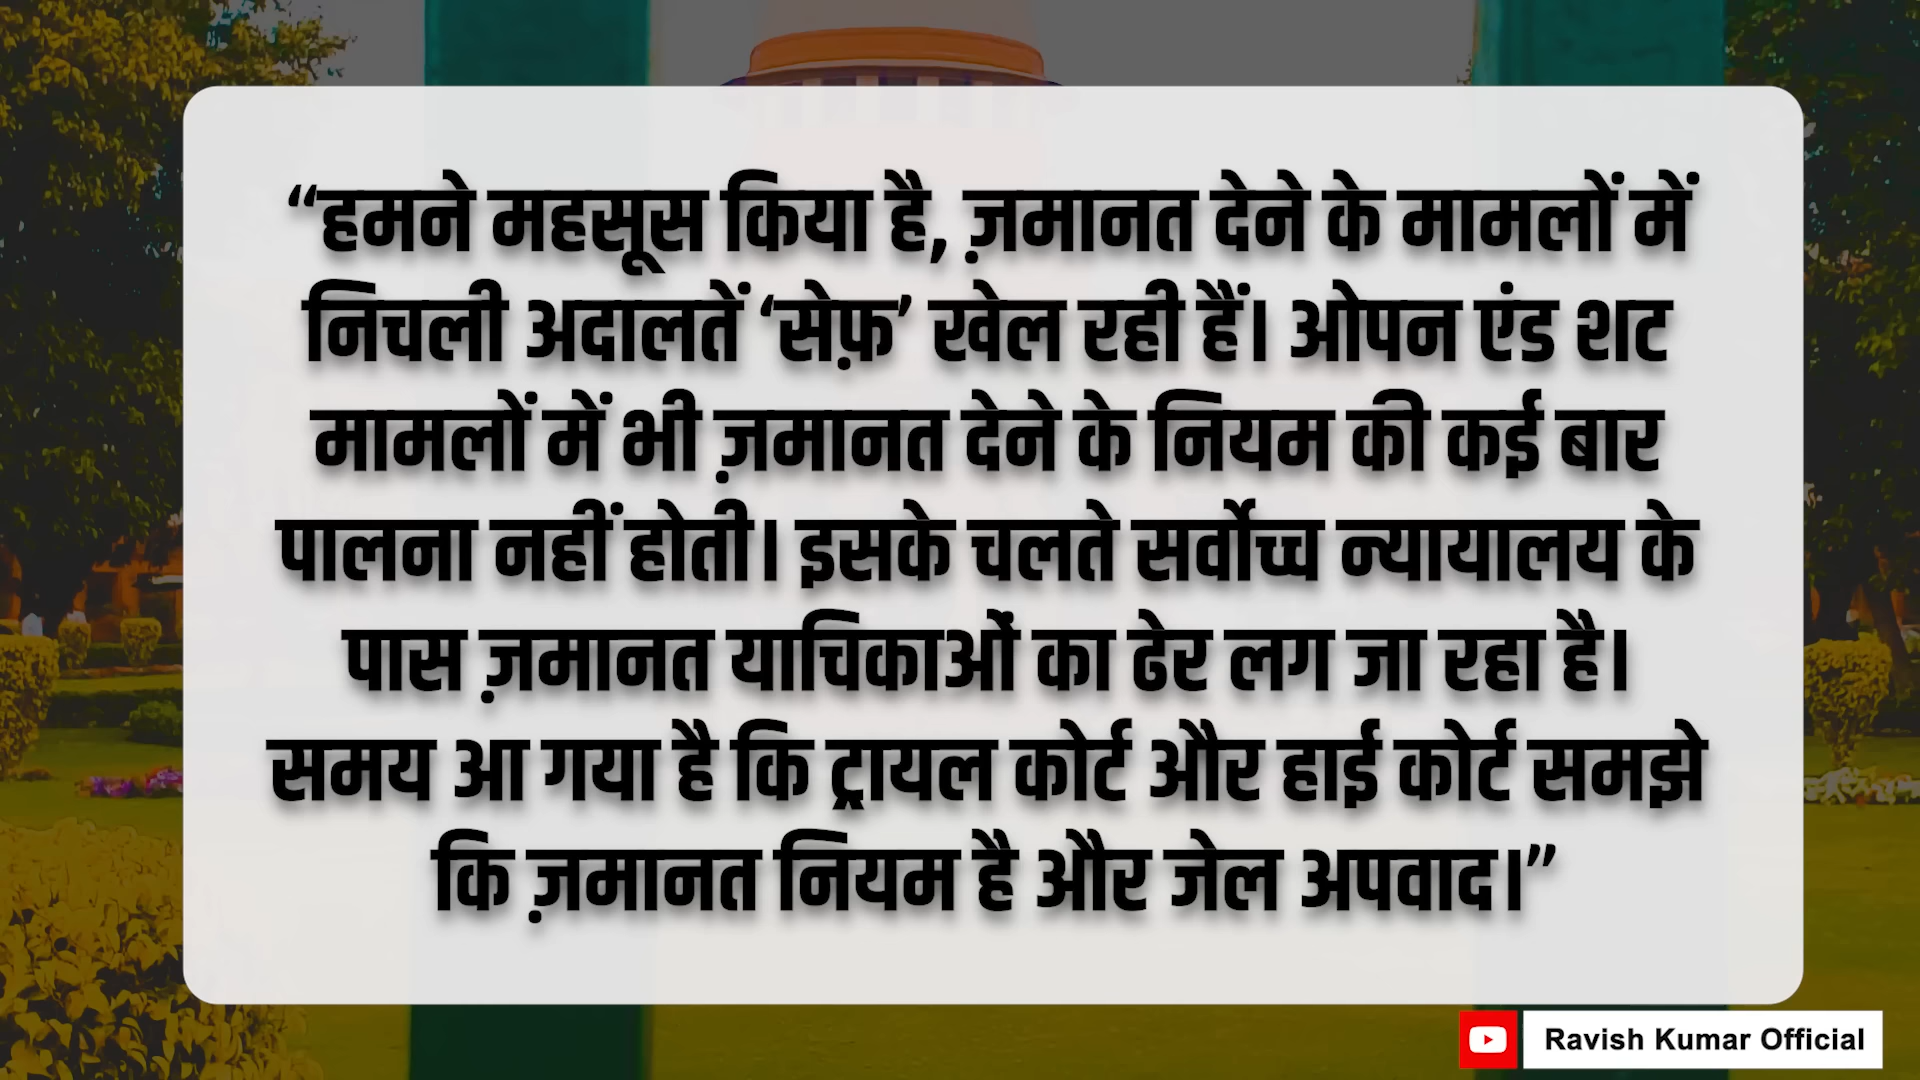 “हमने महसूस किया है, ज़मानत देने के मामलों में
निचली अदालतें ‘सेफ़’ खेल रही हैं। ओपन एंड शट
मामलों में भी ज़मानत देने के नियम की कई बार
पालना नहीं होती। इसके चलते सर्वोच्च न्यायालय के
पास ज़मानत याचिकाओं का ढेर लग जा रहा है।
समय आ गया है कि ट्रायल कोर्ट और हाई कोर्ट समझे
कि ज़मानत नियम है और जेल अपवाद।”
Ravish Kumar Official